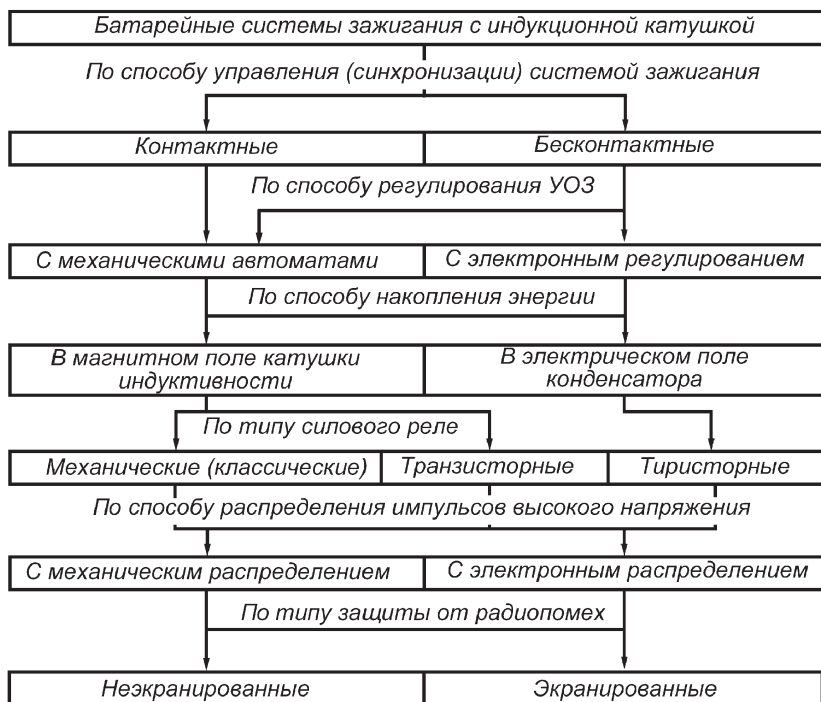 Батарейные системы зажигания с индукционной катушкой
По способу управления (синхронизации) системой зажигания
Контактные
Бесконтактные
По способу регулирования УОЗ
С механическими автоматами
С электронным регулированием
По способу накопления энергии
В магнитном поле катушки
индуктивности
В электрическом поле
конденсатора
По типу силового реле
Механические (классические)
Транзисторные
Тиристорные
По способу распределения импульсов высокого напряжения
С механическим распределением
С электронным распределением
По типу защиты от радиопомех
Неэкранированные
Экранированные